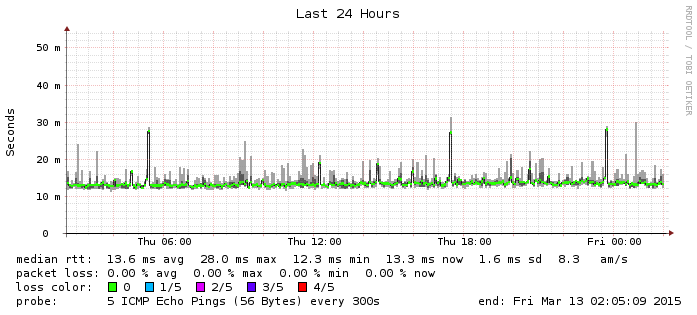 Last 24 Hours
RRDTOOL / TOBI OETIKER
Seconds
50 m
40 m
30 m
20 m
10 m
0
Thu 06:00 Thu 12:00 Thu 18:00 Fri 00:00
median rtt: 13.6 ms avg 28.0 ms max 12.3 ms min 13.3 ms now 1.6 ms sd 8.3 am/s
packet loss: 0.00 % avg 0.00 % max 0.00 % min 0.00 % now
loss color: 0 1/5 2/5 3/5 4/5
probe: 5 ICMP Echo Pings (56 Bytes) every 300s end: Fri Mar 13 02:05:09 2015